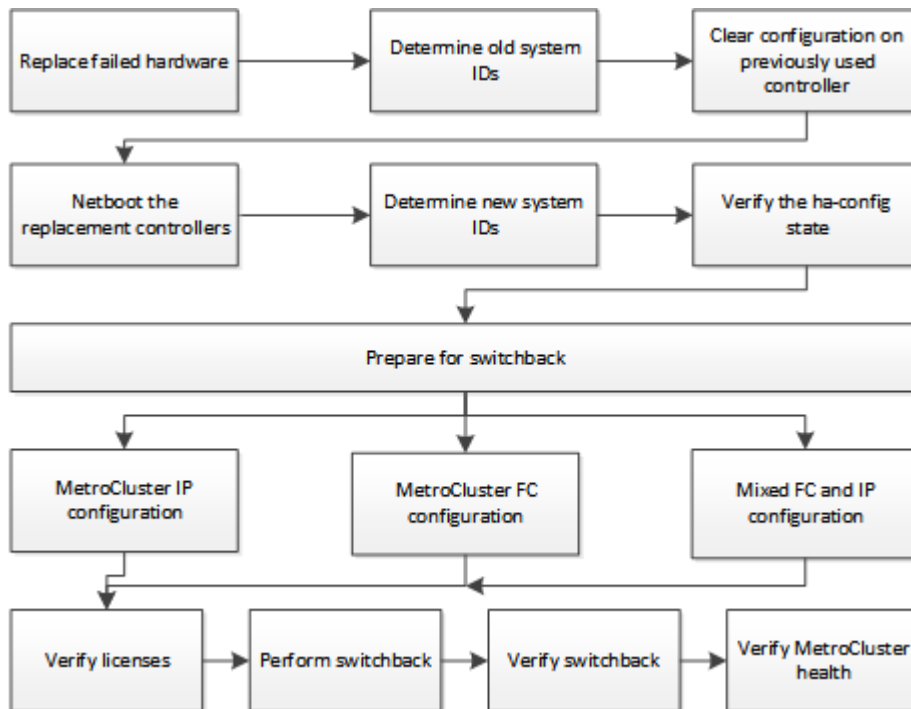 Replace failed hardware
Determine old system
IDs
Clear configuration on
previously used
controller
Netboot the
replacement controllers
Determine new system
IDs
Verify the ha-config
state
Prepare for switchback
MetroCluster IP
configuration
MetroCluster FC
configuration
Mixed FC and IP
configuration
Verify licenses
Perform switchback
Verify switchback
Verify MetroCluster
health